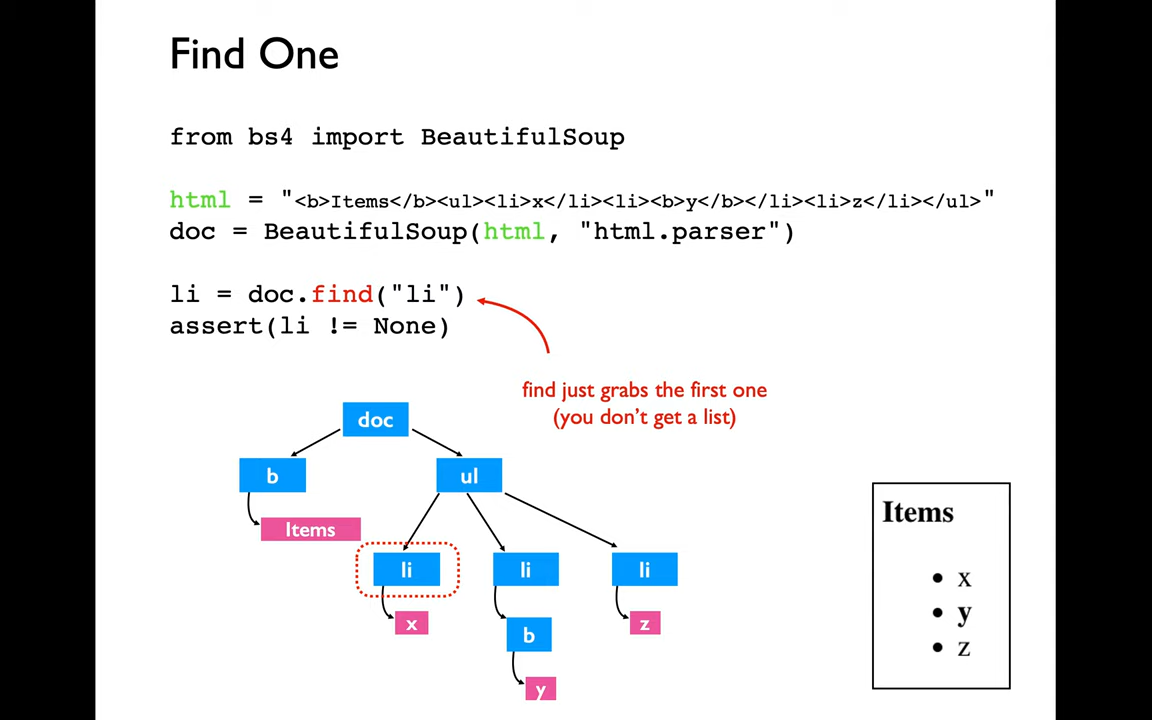 Find One
from bs4 import BeautifulSoup
html = "<b>Items</b><ul><li>x</li><li><b>y</b></li><li>z</li></ul>"
doc = BeautifulSoup(html, "html.parser")
li = doc.find("li")
assert(li != None)
find just grabs the first one
(you don't get a list)
doc
b
ul
Items
li
li
li
x
b
z
y
Items
• x
• y
• z